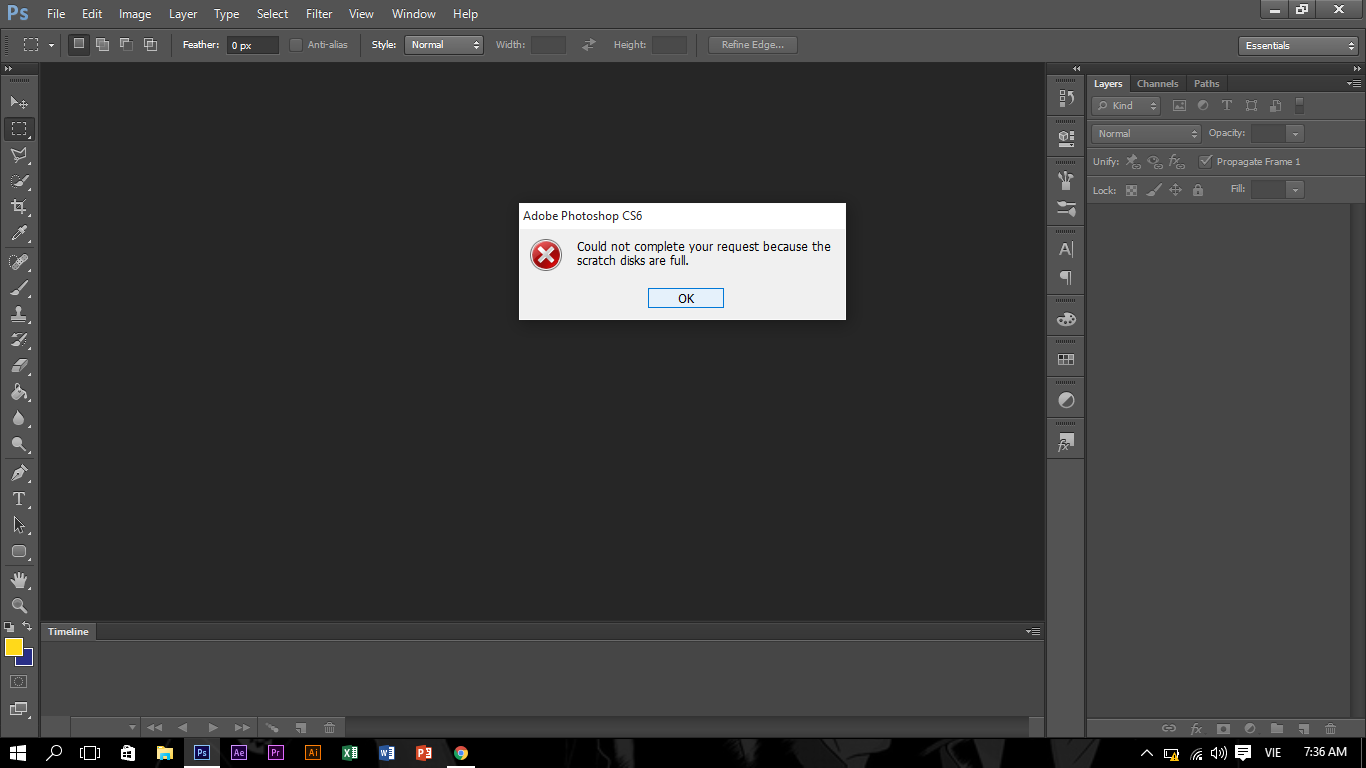 Ps File Edit Image Layer Type Select Filter View Window Help
Feather: 0 px Anti-alias Style: Normal Width: Height: Refine Edge... Essentials
Layers Channels Paths
Kind
Normal Opacity:
Unify: Propagate Frame 1
Lock: Fill:
Adobe Photoshop CS6
Could not complete your request because the
scratch disks are full.
OK
Timeline
Ps Ae Pr Ai VIE 7:36 AM